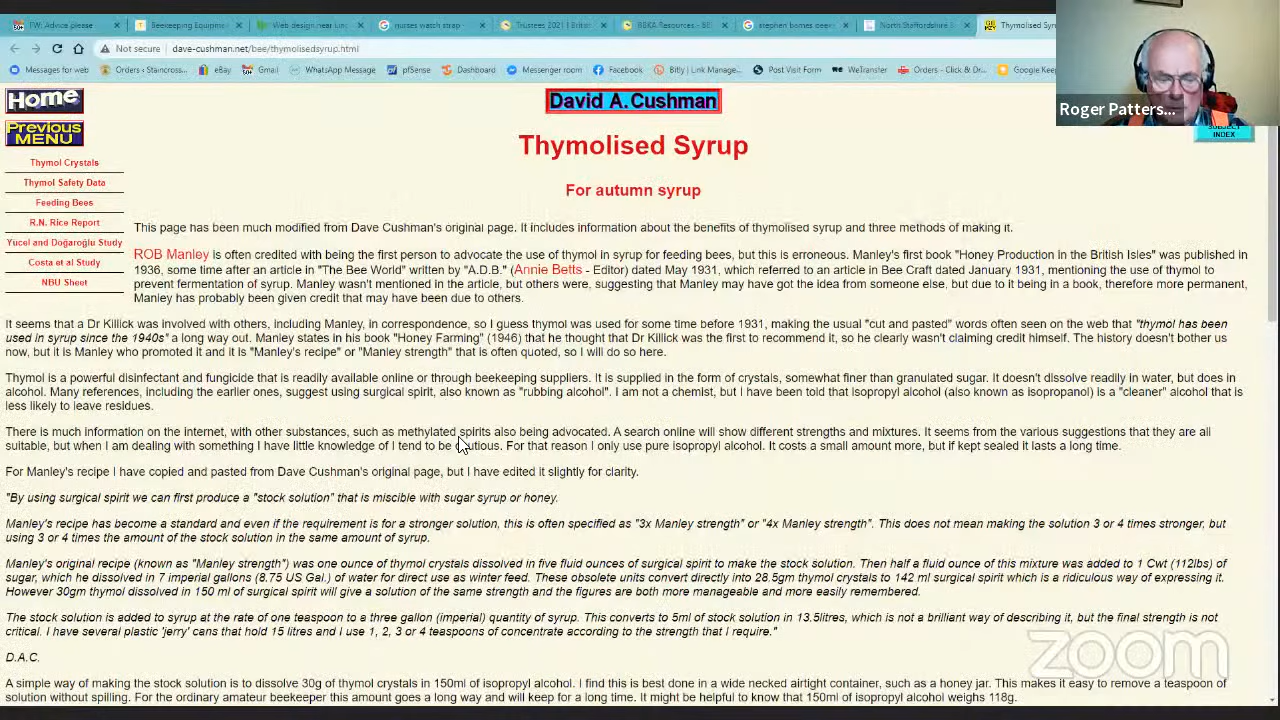 FW: Advice please
Beekeeping Equipm
Web design near Linc
nurses watch strap -
Trustees 2021 | Britis
BBKA Resources - BE
stephen barnes beek
North Staffordshire B
Thymolised Syr
Not secure | dave-cushman.net/bee/thymolisedsyrup.html
Messages for web
Orders ‹ Staincross...
eBay
Gmail
WhatsApp Message
pfSense
Dashboard
Messenger room
Facebook
Bitly | Link Manage...
Post Visit Form
WeTransfer
Orders - Click & Dr...
Google Keep
Roger Patters...
Home
David A. Cushman
Previous
MENU
SUBJECT
INDEX
Thymolised Syrup
Thymol Crystals
Thymol Safety Data
Feeding Bees
R.N. Rice Report
Yücel and Doğaroğlu Study
Costa et al Study
NBU Sheet
For autumn syrup
This page has been much modified from Dave Cushman's original page. It includes information about the benefits of thymolised syrup and three methods of making it.
ROB Manley is often credited with being the first person to advocate the use of thymol in syrup for feeding bees, but this is erroneous. Manley's first book "Honey Production in the British Isles" was published in
1936, some time after an article in "The Bee World" written by "A.D.B." (Annie Betts - Editor) dated May 1931, which referred to an article in Bee Craft dated January 1931, mentioning the use of thymol to
prevent fermentation of syrup. Manley wasn't mentioned in the article, but others were, suggesting that Manley may have got the idea from someone else, but due to it being in a book, therefore more permanent,
Manley has probably been given credit that may have been due to others.
It seems that a Dr Killick was involved with others, including Manley, in correspondence, so I guess thymol was used for some time before 1931, making the usual "cut and pasted" words often seen on the web that "thymol has been
used in syrup since the 1940s" a long way out. Manley states in his book "Honey Farming" (1946) that he thought that Dr Killick was the first to recommend it, so he clearly wasn't claiming credit himself. The history doesn't bother us
now, but it is Manley who promoted it and it is "Manley's recipe" or "Manley strength" that is often quoted, so I will do so here.
Thymol is a powerful disinfectant and fungicide that is readily available online or through beekeeping suppliers. It is supplied in the form of crystals, somewhat finer than granulated sugar. It doesn't dissolve readily in water, but does in
alcohol. Many references, including the earlier ones, suggest using surgical spirit, also known as "rubbing alcohol". I am not a chemist, but I have been told that isopropyl alcohol (also known as isopropanol) is a "cleaner" alcohol that is
less likely to leave residues.
There is much information on the internet, with other substances, such as methylated spirits also being advocated. A search online will show different strengths and mixtures. It seems from the various suggestions that they are all
suitable, but when I am dealing with something I have little knowledge of I tend to be cautious. For that reason I only use pure isopropyl alcohol. It costs a small amount more, but if kept sealed it lasts a long time.
For Manley's recipe I have copied and pasted from Dave Cushman's original page, but I have edited it slightly for clarity.
"By using surgical spirit we can first produce a "stock solution" that is miscible with sugar syrup or honey.
Manley's recipe has become a standard and even if the requirement is for a stronger solution, this is often specified as "3x Manley strength" or "4x Manley strength". This does not mean making the solution 3 or 4 times stronger, but
using 3 or 4 times the amount of the stock solution in the same amount of syrup.
Manley's original recipe (known as "Manley strength") was one ounce of thymol crystals dissolved in five fluid ounces of surgical spirit to make the stock solution. Then half a fluid ounce of this mixture was added to 1 Cwt (112lbs) of
sugar, which he dissolved in 7 imperial gallons (8.75 US Gal.) of water for direct use as winter feed. These obsolete units convert directly into 28.5gm thymol crystals to 142 ml surgical spirit which is a ridiculous way of expressing it.
However 30gm thymol dissolved in 150 ml of surgical spirit will give a solution of the same strength and the figures are both more manageable and more easily remembered.
The stock solution is added to syrup at the rate of one teaspoon to a three gallon (imperial) quantity of syrup. This converts to 5ml of stock solution in 13.5litres, which is not a brilliant way of describing it, but the final strength is not
critical. I have several plastic 'jerry' cans that hold 15 litres and I use 1, 2, 3 or 4 teaspoons of concentrate according to the strength that I require."
D.A.C.
A simple way of making the stock solution is to dissolve 30g of thymol crystals in 150ml of isopropyl alcohol. I find this is best done in a wide necked airtight container, such as a honey jar. This makes it easy to remove a teaspoon of
solution without spilling. For the ordinary amateur beekeeper this amount goes a long way and will keep for a long time. It might be helpful to know that 150ml of isopropyl alcohol weighs 118g.
zoom